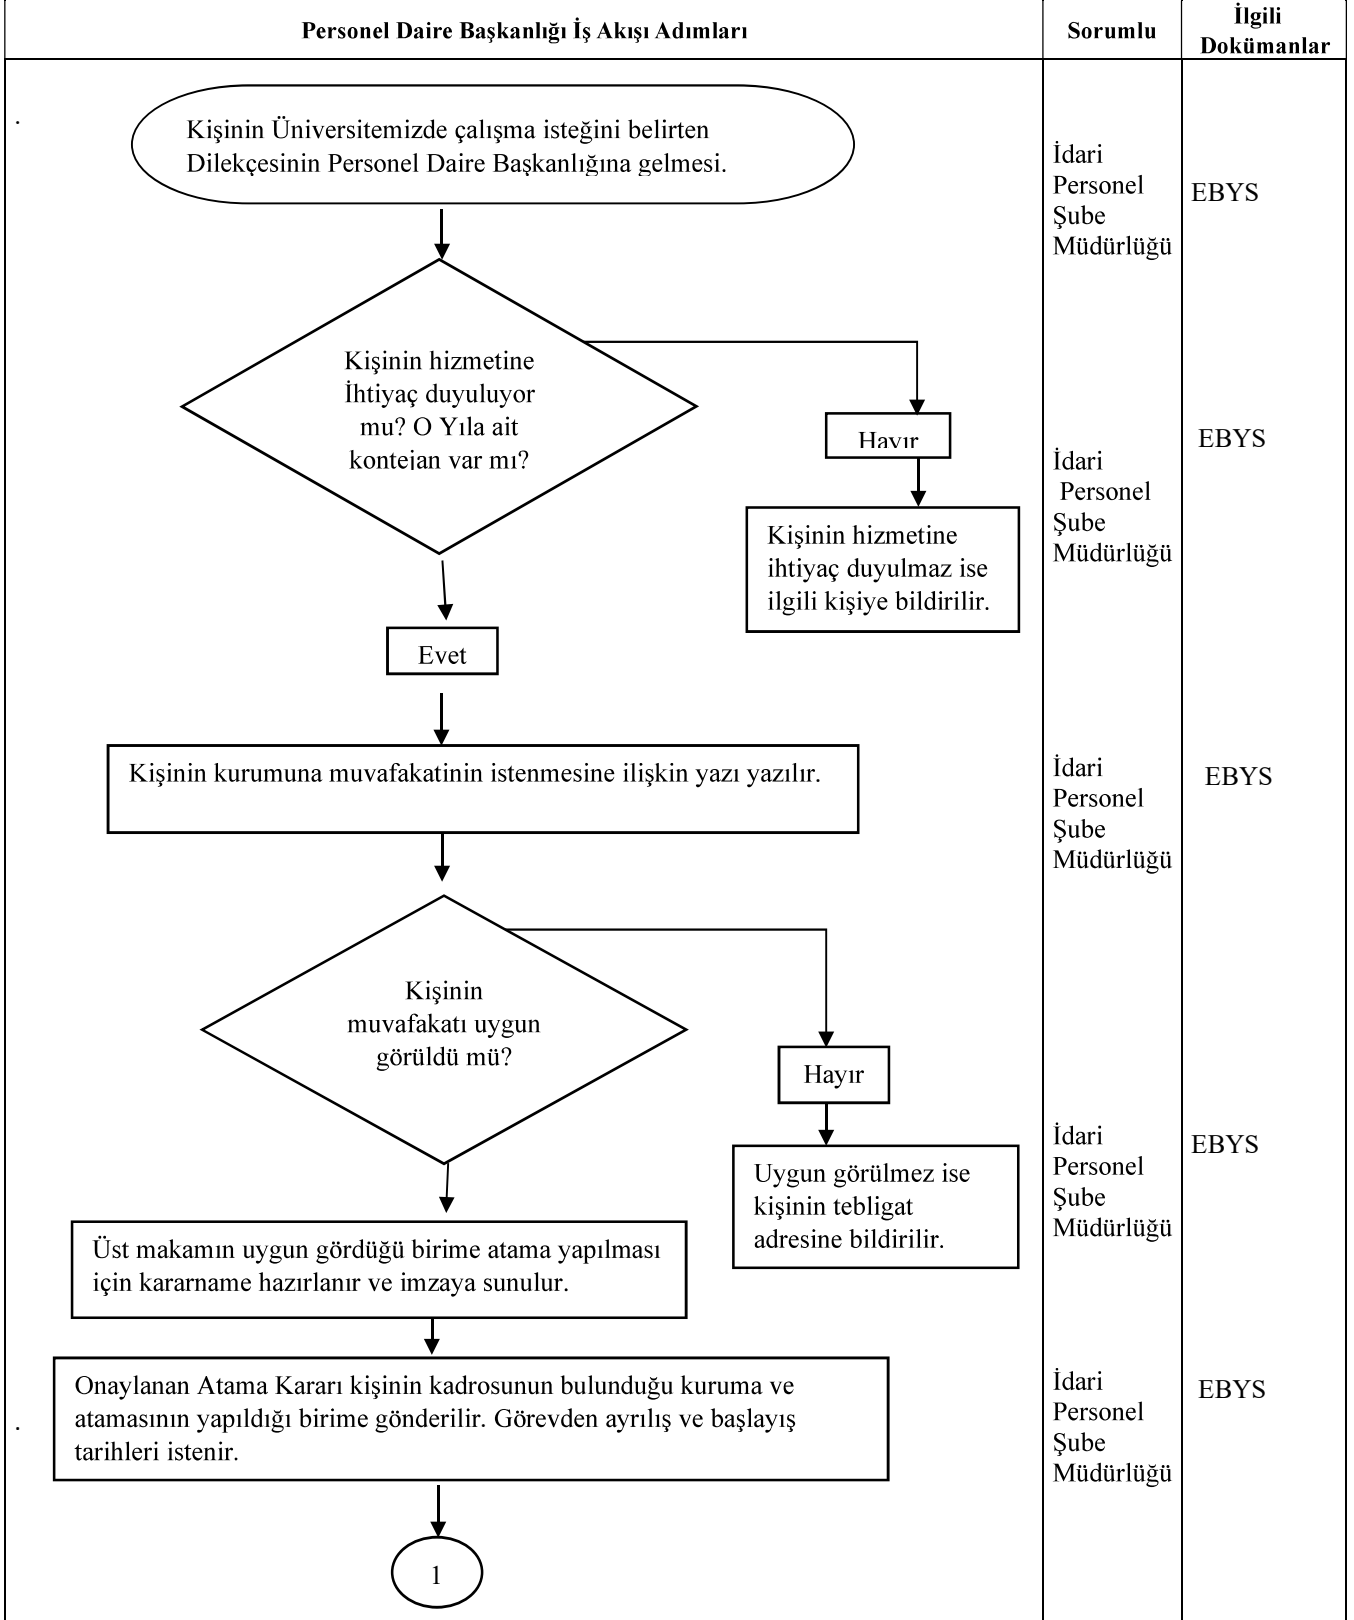 Personel Daire Başkanlığı İş Akışı Adımları
Sorumlu
İlgili
Dokümanlar
.
Kişinin Üniversitemizde çalışma isteğini belirten
Dilekçesinin Personel Daire Başkanlığına gelmesi.
İdari
Personel
Şube
Müdürlüğü
EBYS
Kişinin hizmetine
İhtiyaç duyuluyor
mu? O Yıla ait
kontejan var mı?
Hayır
Kişinin hizmetine
ihtiyaç duyulmaz ise
ilgili kişiye bildirilir.
İdari
Personel
Şube
Müdürlüğü
EBYS
Evet
Kişinin kurumuna muvafakatinin istenmesine ilişkin yazı yazılır.
İdari
Personel
Şube
Müdürlüğü
EBYS
Kişinin
muvafakatı uygun
görüldü mü?
Hayır
Uygun görülmez ise
kişinin tebligat
adresine bildirilir.
İdari
Personel
Şube
Müdürlüğü
EBYS
Üst makamın uygun gördüğü birime atama yapılması
için kararname hazırlanır ve imzaya sunulur.
Onaylanan Atama Kararı kişinin kadrosunun bulunduğu kuruma ve
atamasının yapıldığı birime gönderilir. Görevden ayrılış ve başlayış
tarihleri istenir.
.
İdari
Personel
Şube
Müdürlüğü
EBYS
1